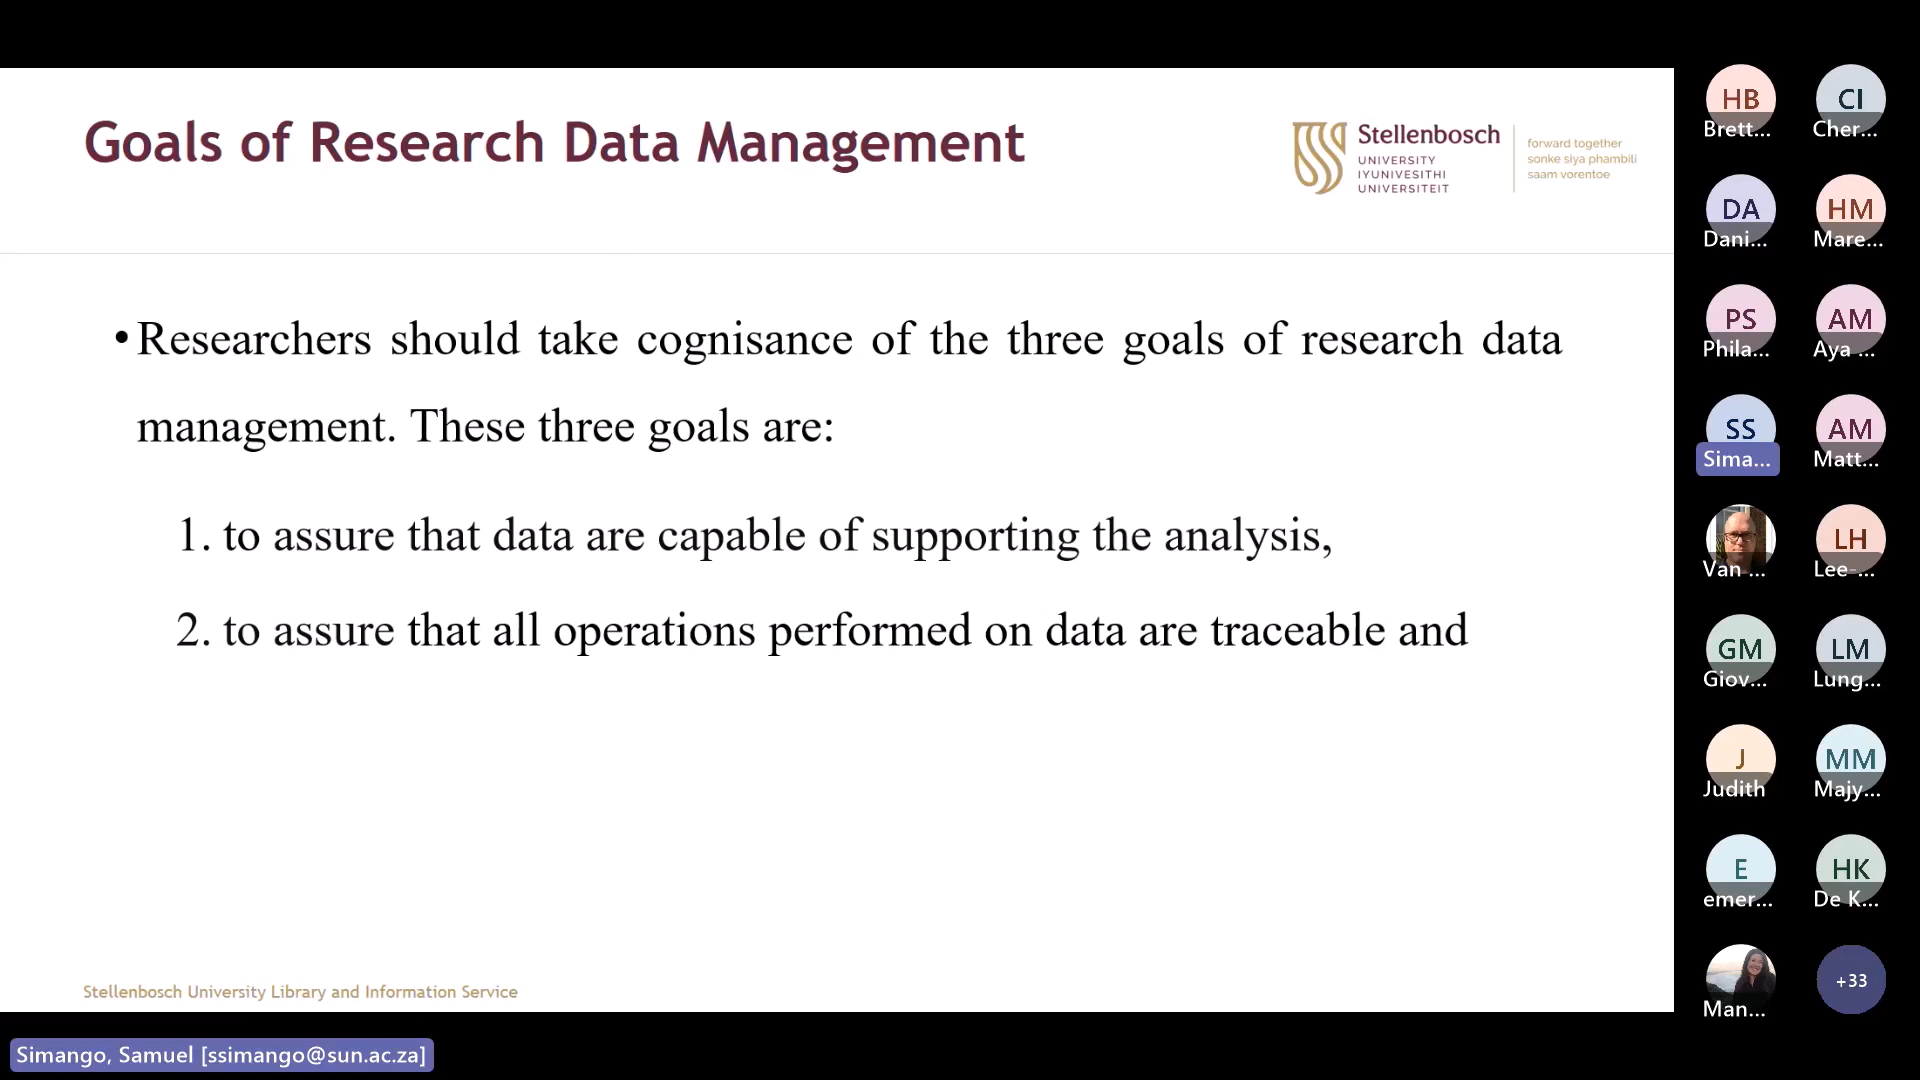 Goals of Research Data Management
Stellenbosch
UNIVERSITY
IYUNIVESITHI
UNIVERSITEIT
forward together
sonke siya phambili
saam vorentoe
•Researchers should take cognisance of the three goals of research data
management. These three goals are:
1. to assure that data are capable of supporting the analysis,
2. to assure that all operations performed on data are traceable and
Stellenbosch University Library and Information Service
Simango, Samuel [ssimango@sun.ac.za]
HB
Brett...
CI
Cher...
DA
Dani...
HM
Mare...
PS
Phila...
AM
Aya ...
SS
Sima...
AM
Matt...
Van ...
LH
Lee-...
GM
Giov...
LM
Lung...
J
Judith
MM
Majy...
E
emer...
HK
De K...
Man...
+33